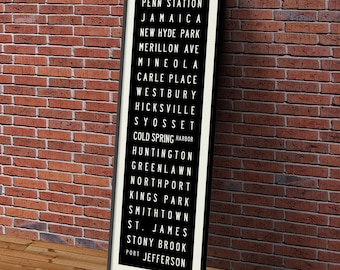 PENN STATION
JAMAICA
NEW HYDE PARK
MERILLON AVE
MINEOLA
CARLE PLACE
WESTBURY
HICKSVILLE
SYOSSET
COLD SPRING HARBOR
HUNTINGTON
GREENLAWN
NORTHPORT
KINGS PARK
SMITHTOWN
ST. JAMES
STONY BROOK
PORT JEFFERSON